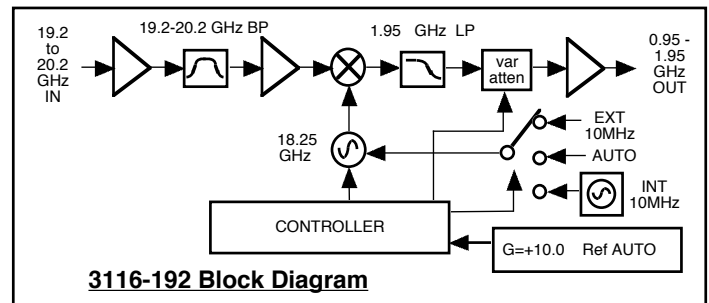 19.2
to
20.2
GHz
IN
19.2-20.2 GHz BP
1.95 GHz LP
var
atten
0.95 -
1.95
GHz
OUT
18.25
GHz
EXT
10MHz
AUTO
INT
10MHz
CONTROLLER
G=+10.0 Ref AUTO
3116-192 Block Diagram